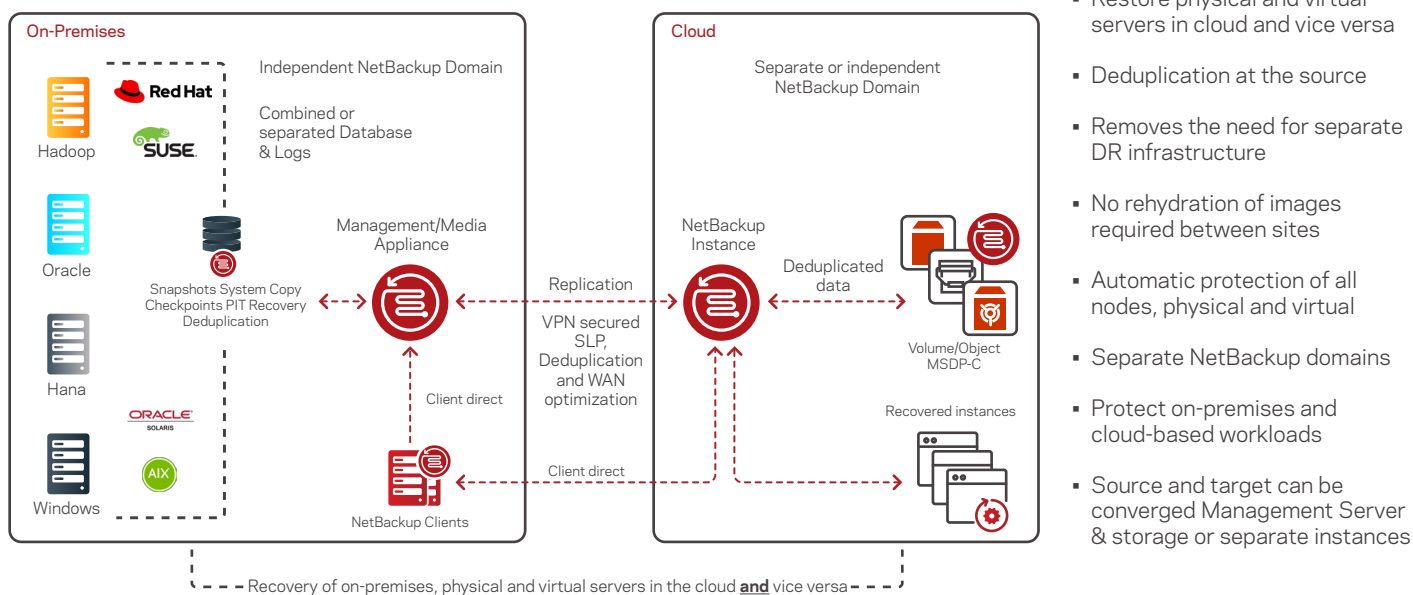 On-Premises
Independent NetBackup Domain
Combined or
separated Database
& Logs
Red Hat
SUSE
Hadoop
Oracle
Hana
Windows
ORACLE
SOLARIS
AIX
Snapshots System Copy
Checkpoints PIT Recovery
Deduplication
Management/Media
Appliance
Client direct
NetBackup Clients
Replication
VPN secured
SLP,
Deduplication
and WAN
optimization
Client direct
Cloud
Separate or independent
NetBackup Domain
NetBackup
Instance
Deduplicated
data
Volume/Object
MSDP-C
Recovered instances
Recovery of on-premises, physical and virtual servers in the cloud and vice versa
▪ Restore physical and virtual
servers in cloud and vice versa
▪ Deduplication at the source
▪ Removes the need for separate
DR infrastructure
▪ No rehydration of images
required between sites
▪ Automatic protection of all
nodes, physical and virtual
▪ Separate NetBackup domains
▪ Protect on-premises and
cloud-based workloads
▪ Source and target can be
converged Management Server
& storage or separate instances